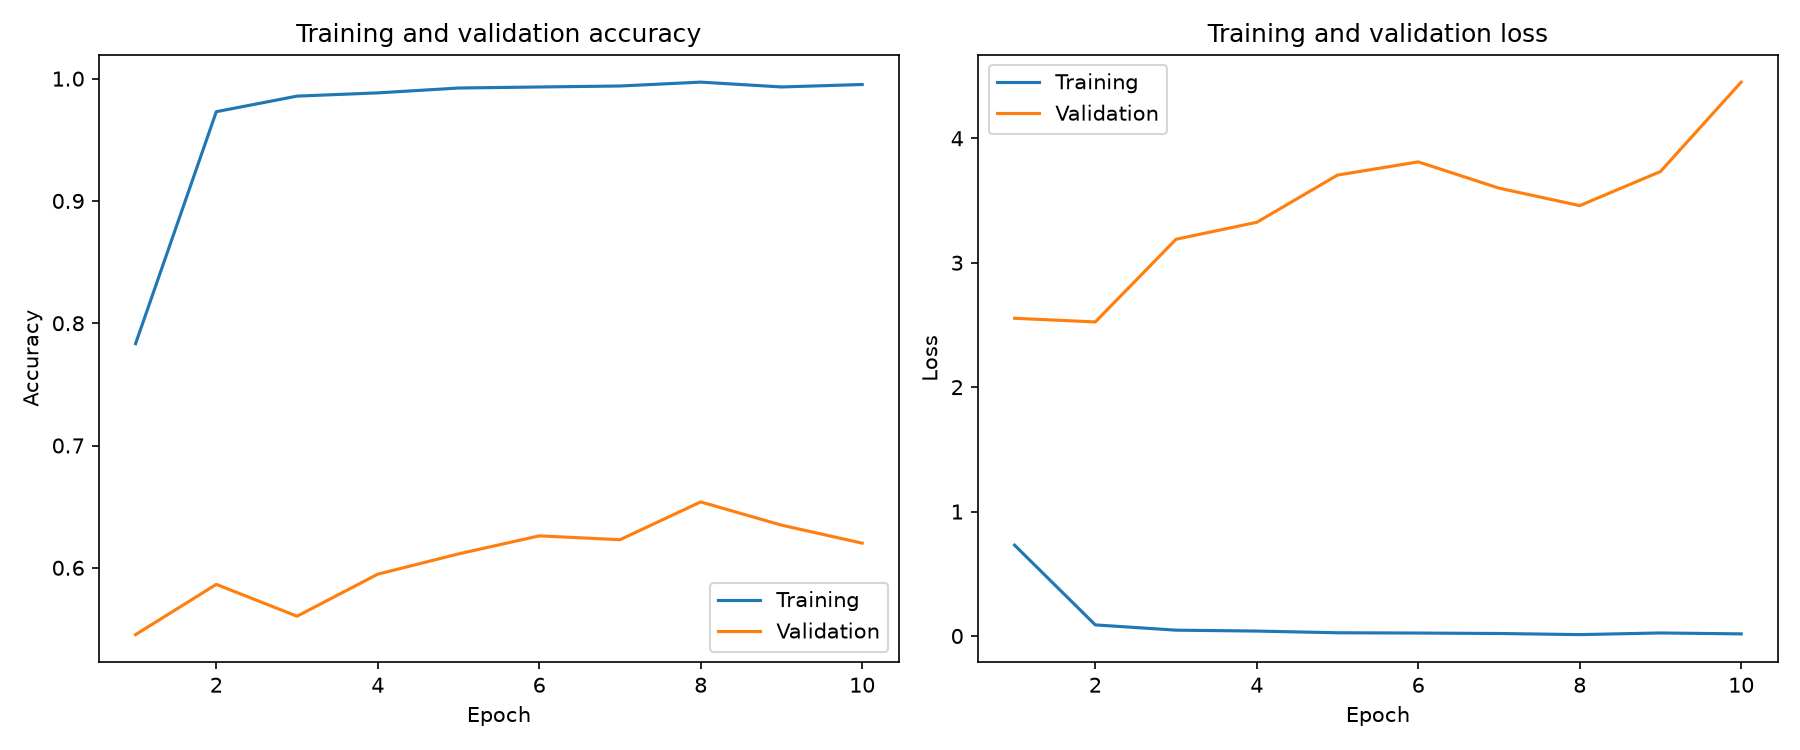 Training and validation accuracy
1.0
0.9
0.8
0.7
0.6
Accuracy
Training
Validation
2 4 6 8 10
Epoch
Training and validation loss
Training
Validation
4
3
2
1
0
Loss
2 4 6 8 10
Epoch